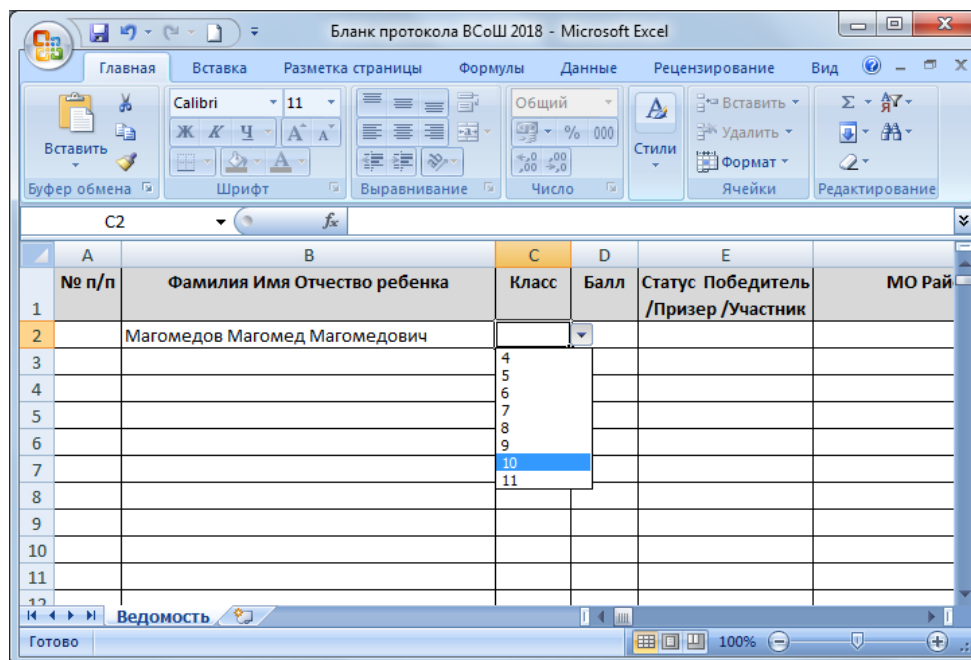 Бланк протокола ВСоШ 2018 - Microsoft Excel
Главная Вставка Разметка страницы Формулы Данные Рецензирование Вид
Вставить
Calibri 11
Ж К Ч
Общий
% 000
Стили
Вставить
Удалить
Формат
Буфер обмена Шрифт Выравнивание Число Ячейки Редактирование
C2 fx
A B C D E
1 № п/п Фамилия Имя Отчество ребенка Класс Балл Статус Победитель /Призер /Участник МО Рай
2 Магомедов Магомед Магомедович
3
4
5
6
7
8
9
10
11
12
4
5
6
7
8
9
10
11
Ведомость
Готово 100%